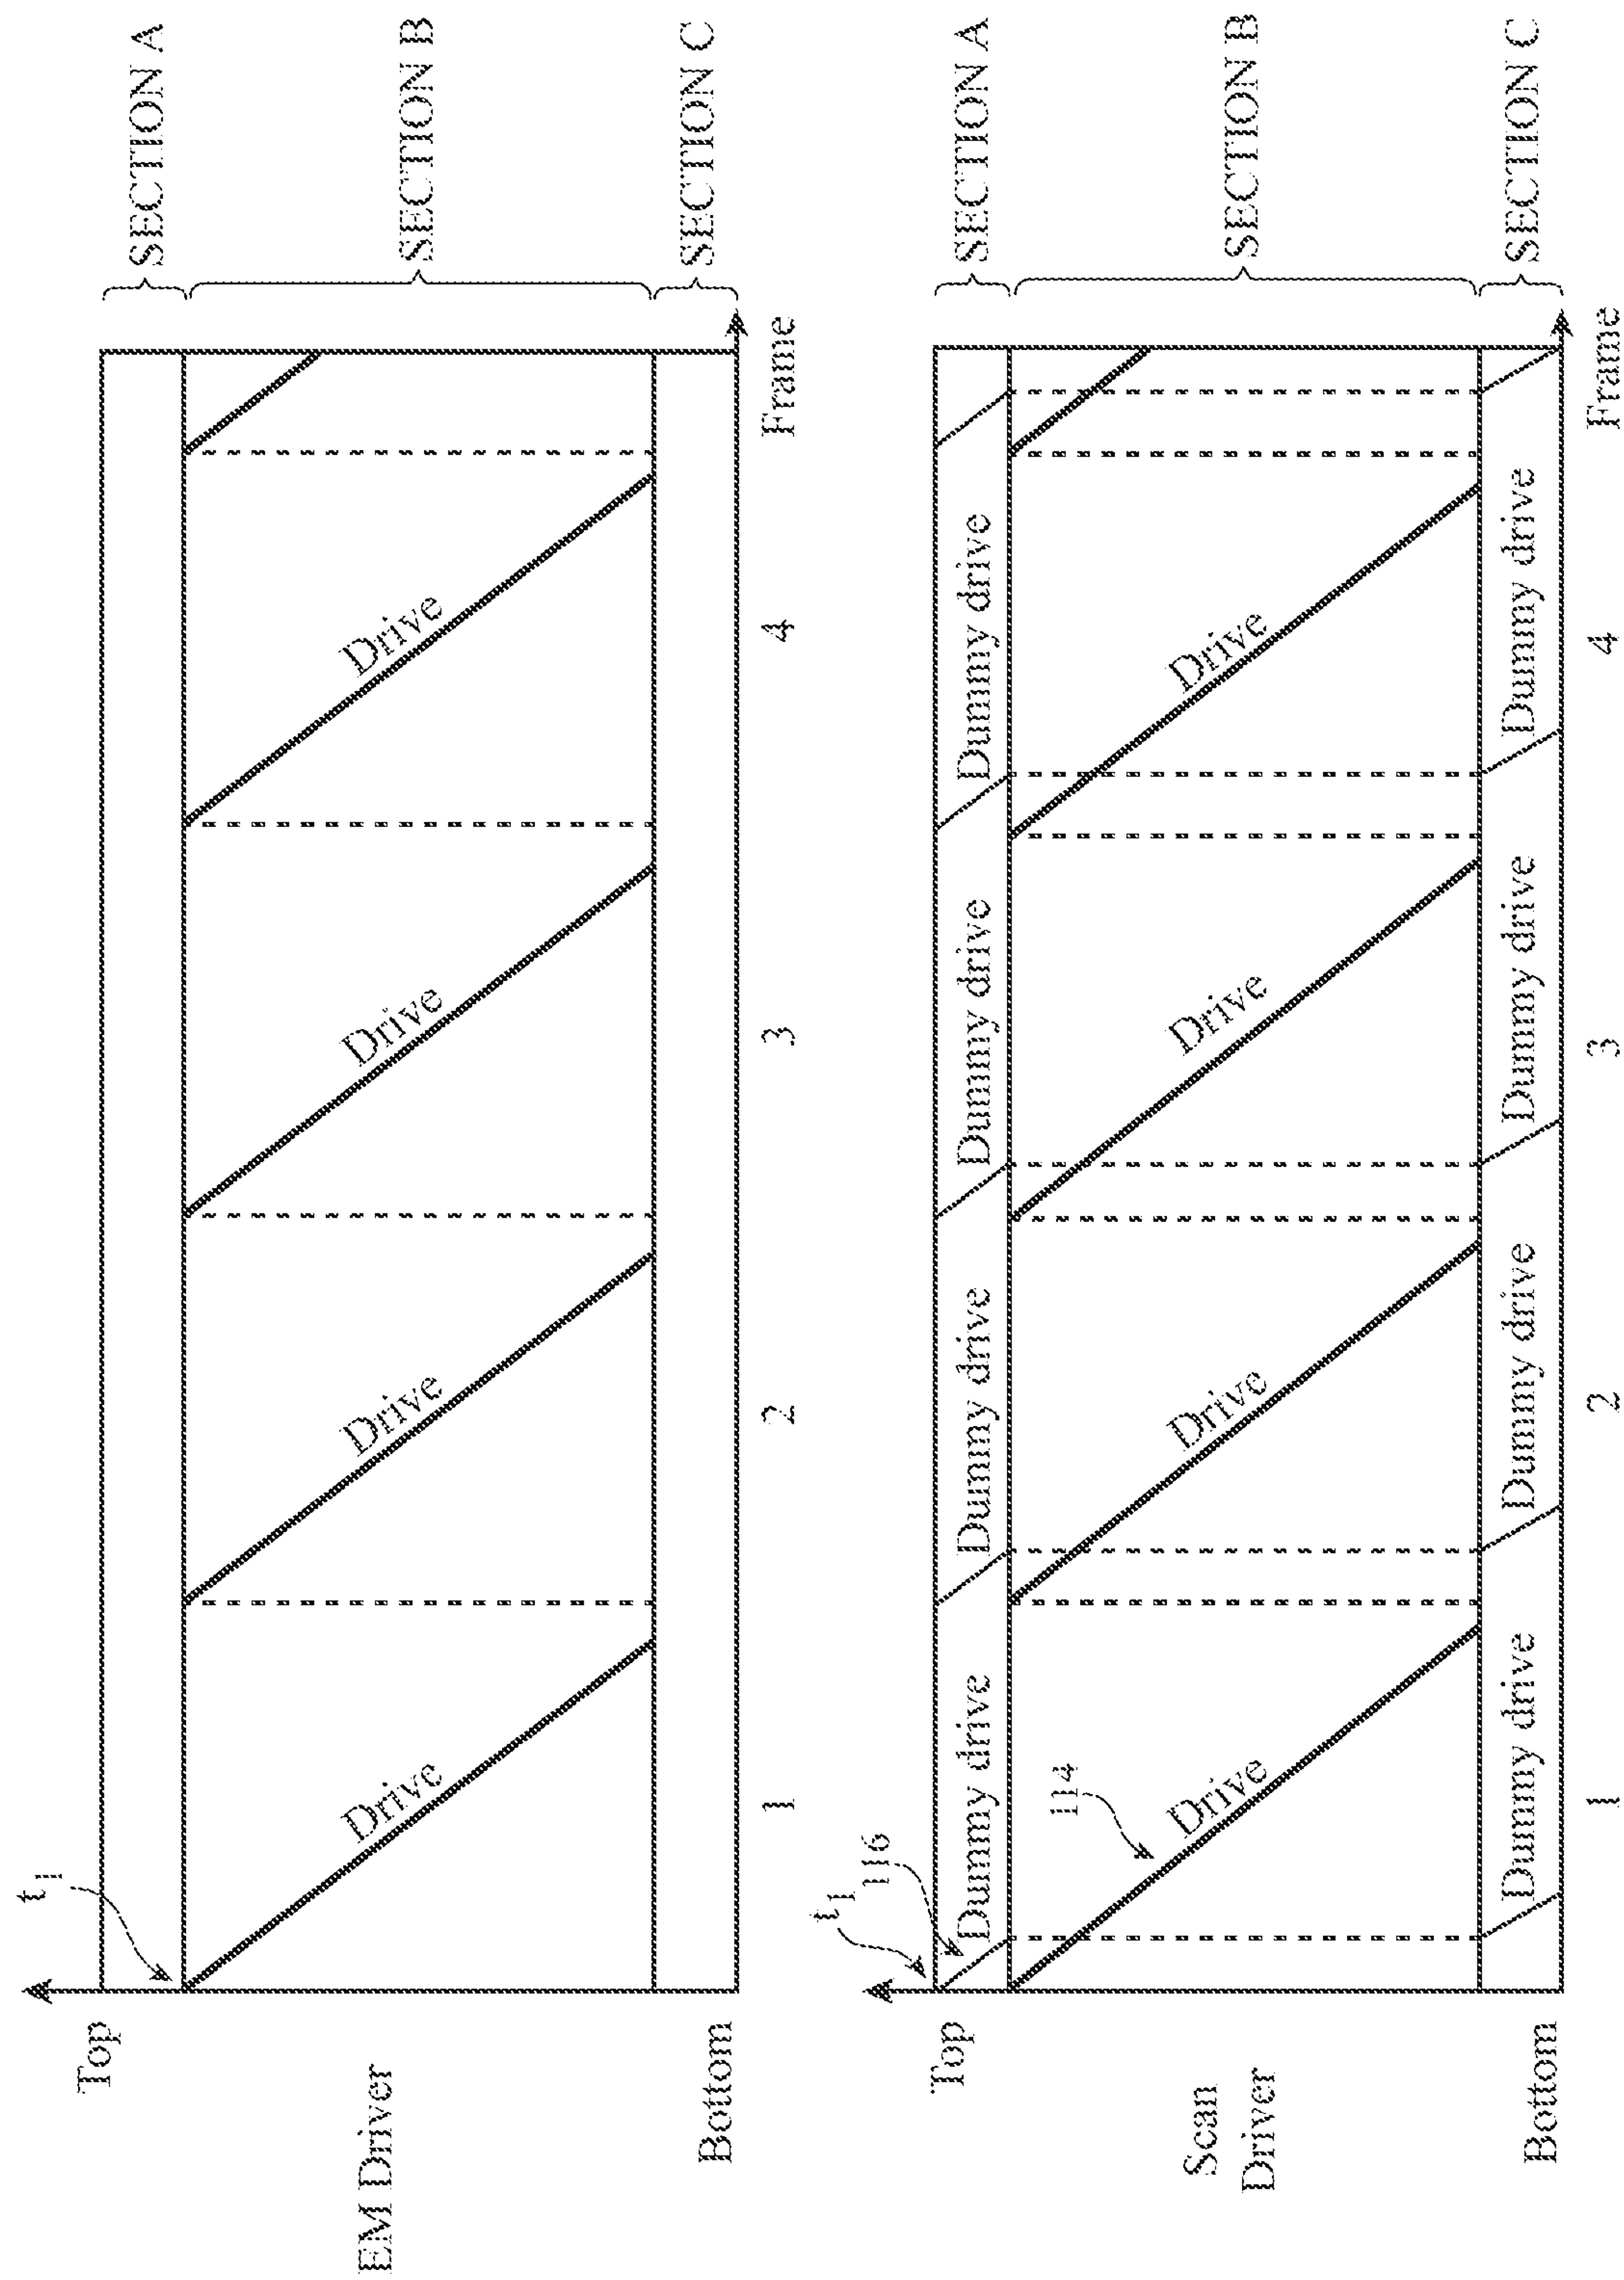 t1
Top
SECTION A
EM Driver
Drive
Drive
Drive
Drive
SECTION B
Bottom
SECTION C
1
2
3
4
Frame
t1
116
Top
Dummy drive
Dummy drive
Dummy drive
Dummy drive
SECTION A
114
Scan
Driver
Drive
Drive
Drive
Drive
SECTION B
Bottom
Dummy drive
Dummy drive
Dummy drive
Dummy drive
SECTION C
1
2
3
4
Frame